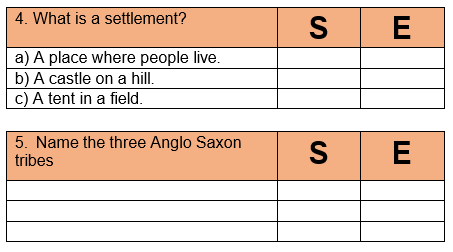 4. What is a settlement? S E
a) A place where people live.
b) A castle on a hill.
c) A tent in a field.
5. Name the three Anglo Saxon
tribes S E